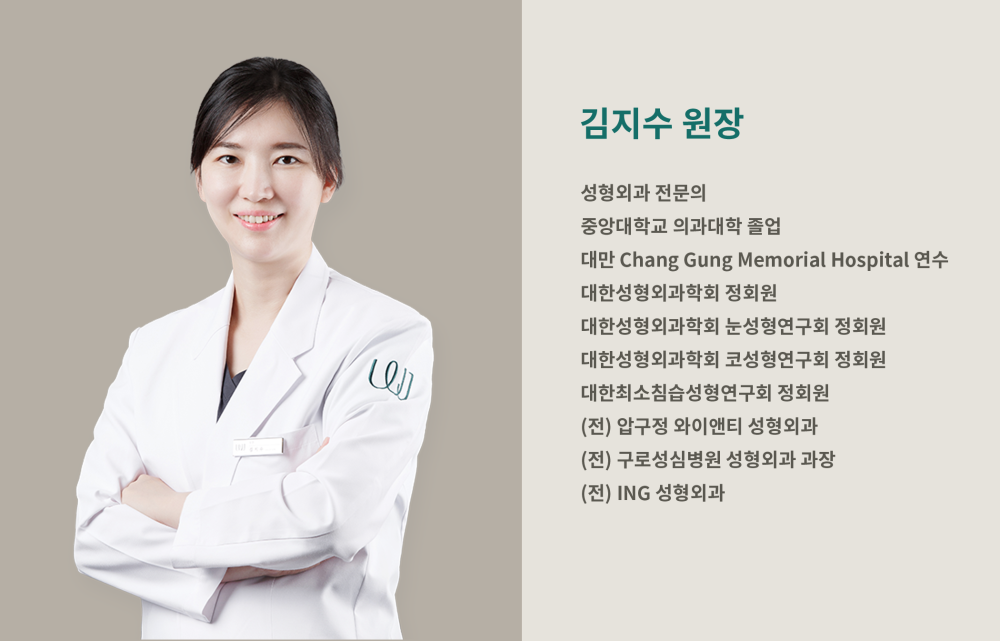 김지수 원장
성형외과 전문의
중앙대학교 의과대학 졸업
대만 Chang Gung Memorial Hospital 연수
대한성형외과학회 정회원
대한성형외과학회 눈성형연구회 정회원
대한성형외과학회 코성형연구회 정회원
대한최소침습성형연구회 정회원
(전) 압구정 와이앤티 성형외과
(전) 구로성심병원 성형외과 과장
(전) ING 성형외과